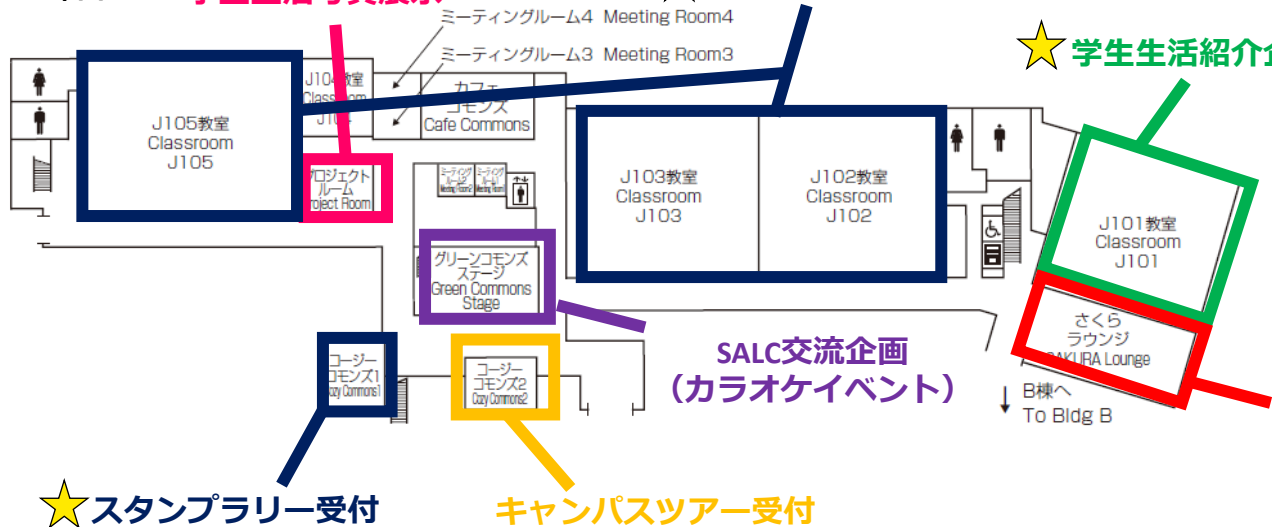 ミーティングルーム4 Meeting Room4
ミーティングルーム3 Meeting Room3
学生生活紹介企
J105教室
Classroom
J105
J104教室
カフェ
コモンズ
Cafe Commons
プロジェクト
ルーム
Project Room
J103教室
Classroom
J103
J102教室
Classroom
J102
J101教室
Classroom
J101
グリーンコモンズ
ステージ
Green Commons
Stage
さくら
ラウンジ
SAKURA Lounge
SALC交流企画
（カラオケイベント）
コージー
コモンズ1
Cozy Commons1
コージー
コモンズ2
Cozy Commons2
B棟へ
To Bldg B
スタンプラリー受付
キャンパスツアー受付